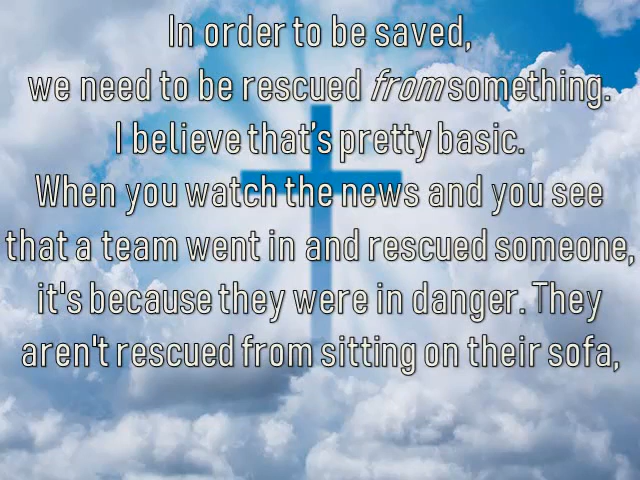 In order to be saved,
we need to be rescued from something.
I believe that’s pretty basic.
When you watch the news and you see
that a team went in and rescued someone,
it's because they were in danger. They
aren't rescued from sitting on their sofa,